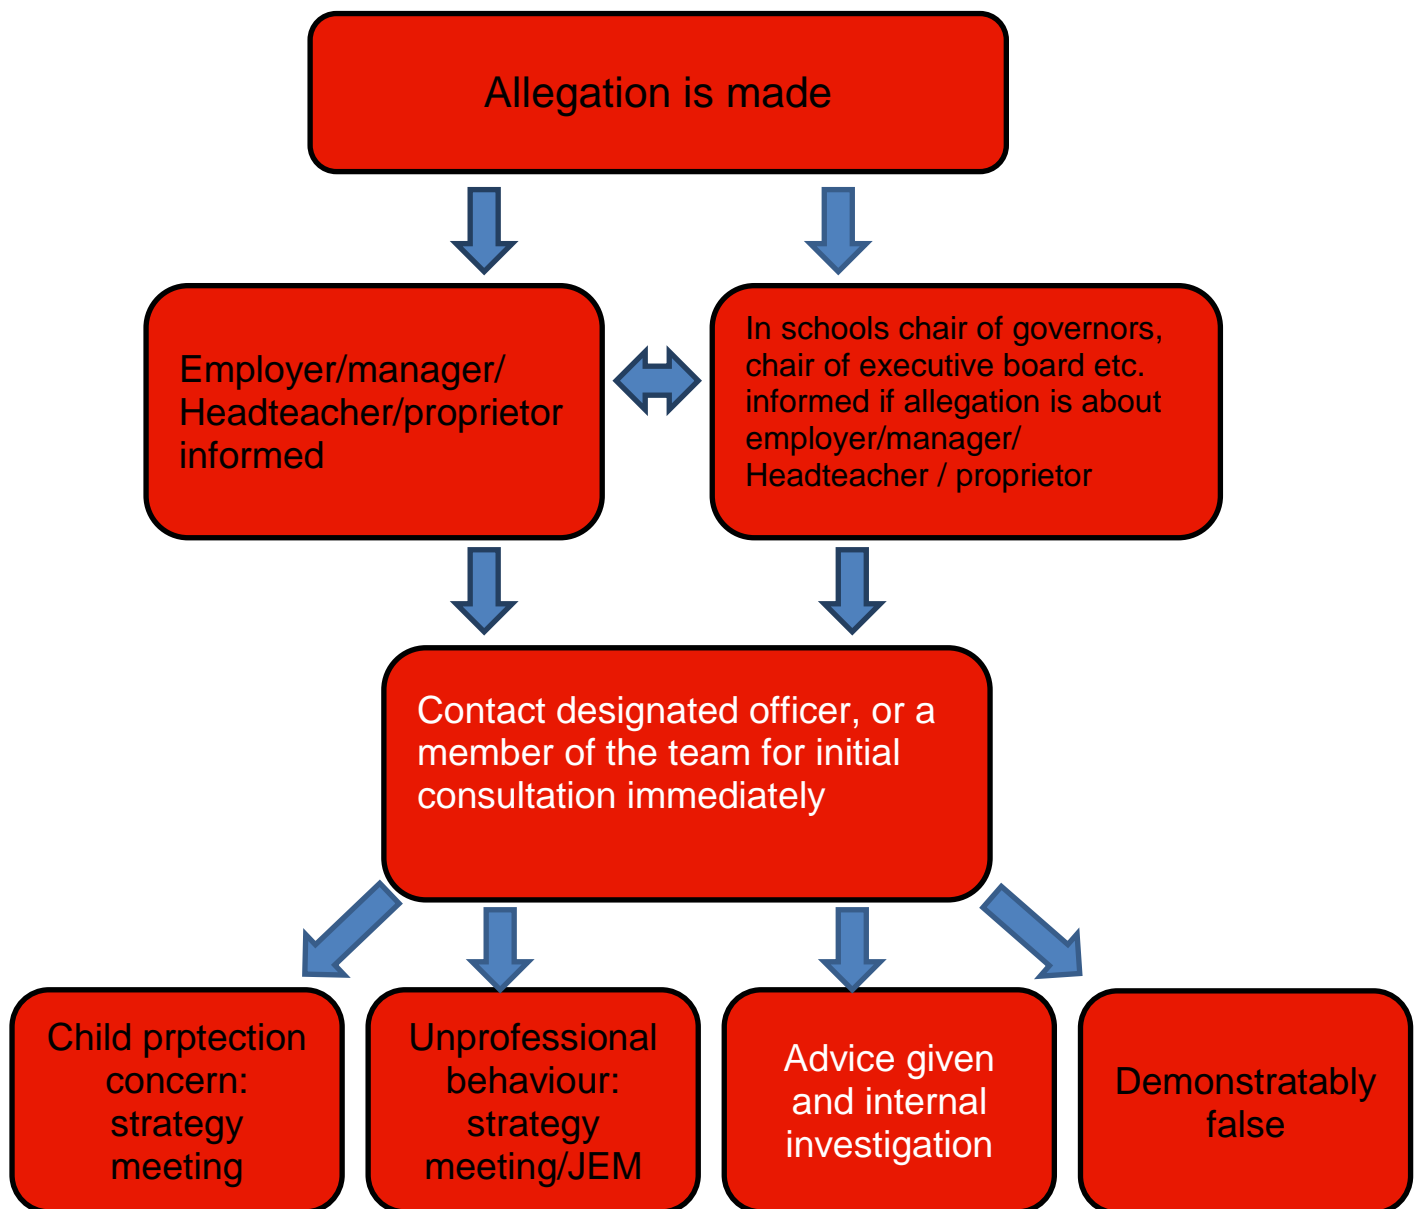 Allegation is made
Employer/manager/
Headteacher/proprietor
informed
In schools chair of governors,
chair of executive board etc.
informed if allegation is about
employer/manager/
Headteacher / proprietor
Contact designated officer, or a
member of the team for initial
consultation immediately
Child prptection
concern:
strategy
meeting
Unprofessional
behaviour:
strategy
meeting/JEM
Advice given
and internal
investigation
Demonstratably
false